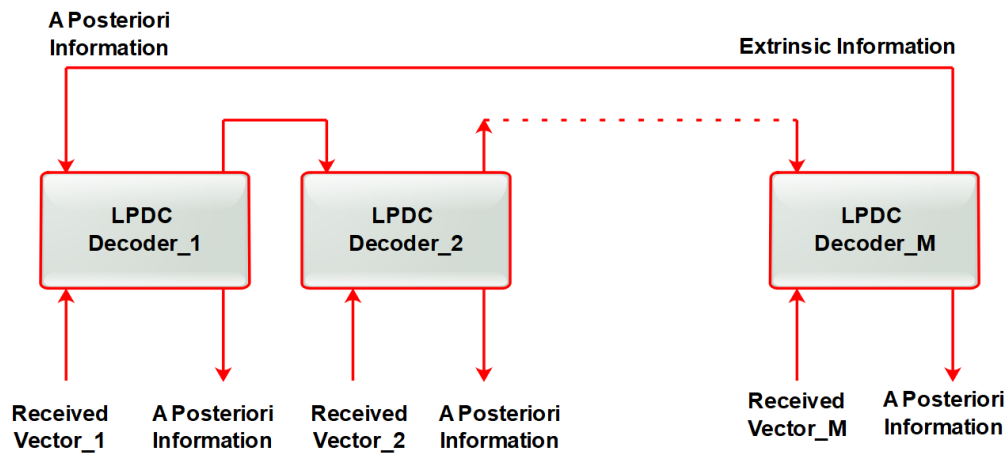 A Posteriori
Information
Extrinsic Information
LPDC
Decoder_1
LPDC
Decoder_2
LPDC
Decoder_M
Received
Vector_1
A Posteriori
Information
Received
Vector_2
A Posteriori
Information
Received
Vector_M
A Posteriori
Information